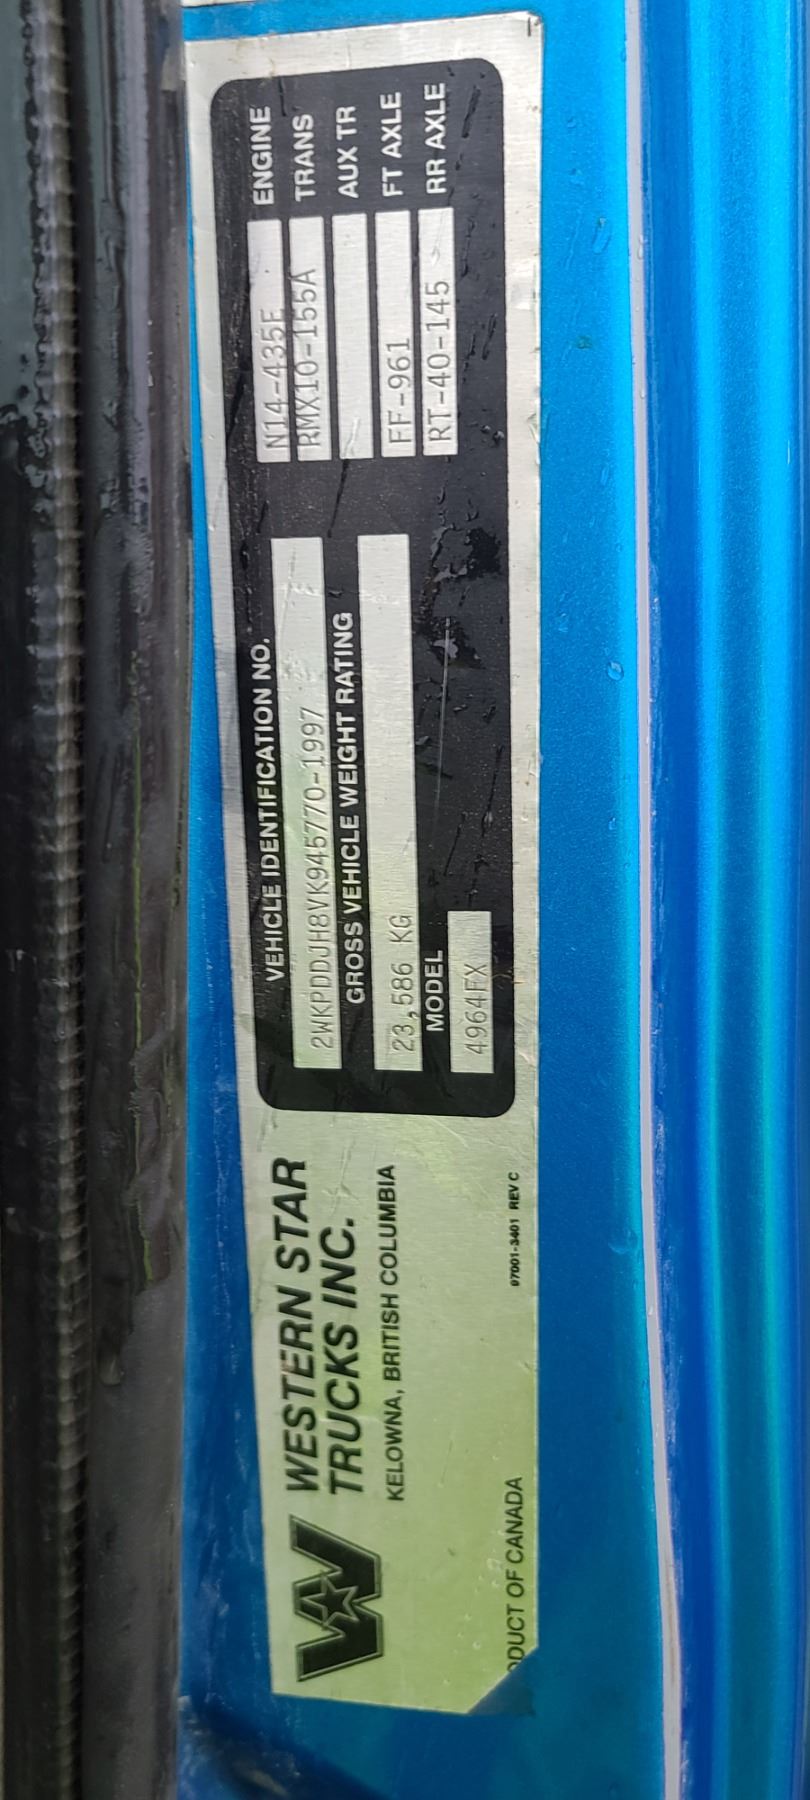 WESTERN STAR
TRUCKS INC.
KELOWNA, BRITISH COLUMBIA
97001-3401 REV C
VEHICLE IDENTIFICATION NO.
2WKPDDJH8VK945770-1997
GROSS VEHICLE WEIGHT RATING
23,586 KG
MODEL
4964FX
ENGINE N14-435E
TRANS RMX10-155A
AUX TR
FT AXLE FF-961
RR AXLE RT-40-145
ODUCT OF CANADA